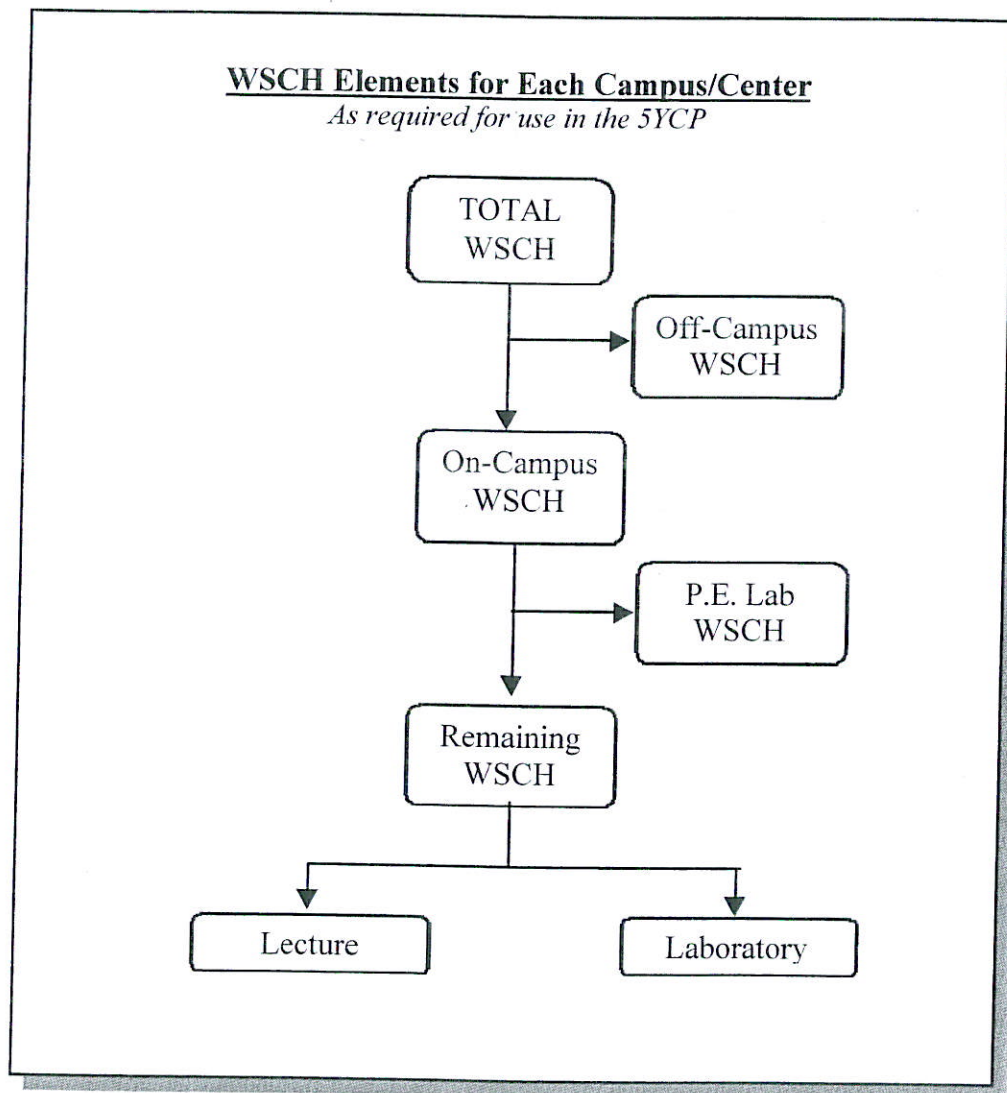 WSCH Elements for Each Campus/Center
As required for use in the 5YCP
TOTAL
WSCH
Off-Campus
WSCH
On-Campus
WSCH
P.E. Lab
WSCH
Remaining
WSCH
Lecture
Laboratory